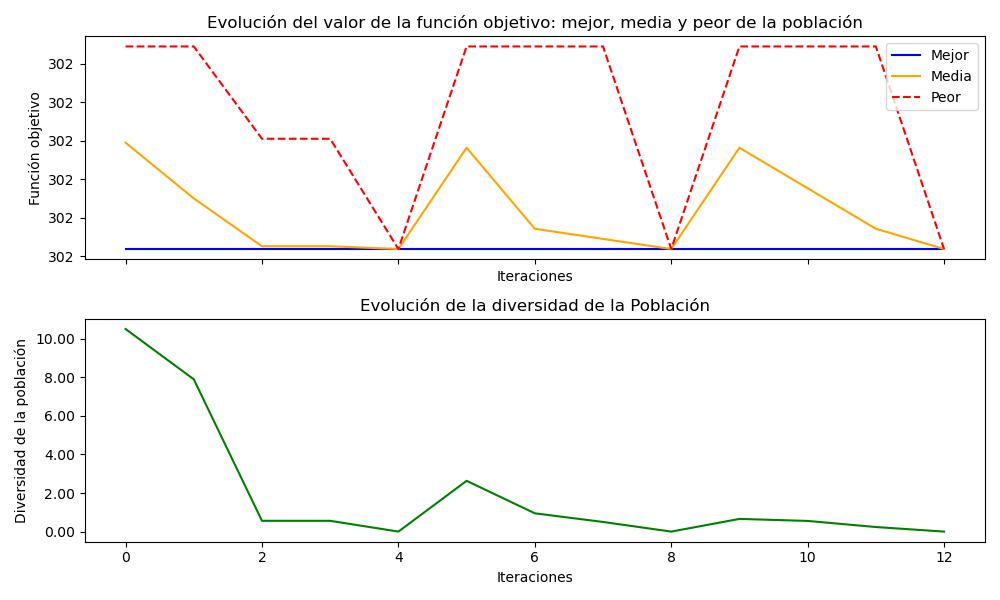 Evolución del valor de la función objetivo: mejor, media y peor de la población
Función objetivo
302
302
302
302
302
302
Mejor
Media
Peor
Iteraciones
Evolución de la diversidad de la Población
Diversidad de la población
10.00
8.00
6.00
4.00
2.00
0.00
0 2 4 6 8 10 12
Iteraciones